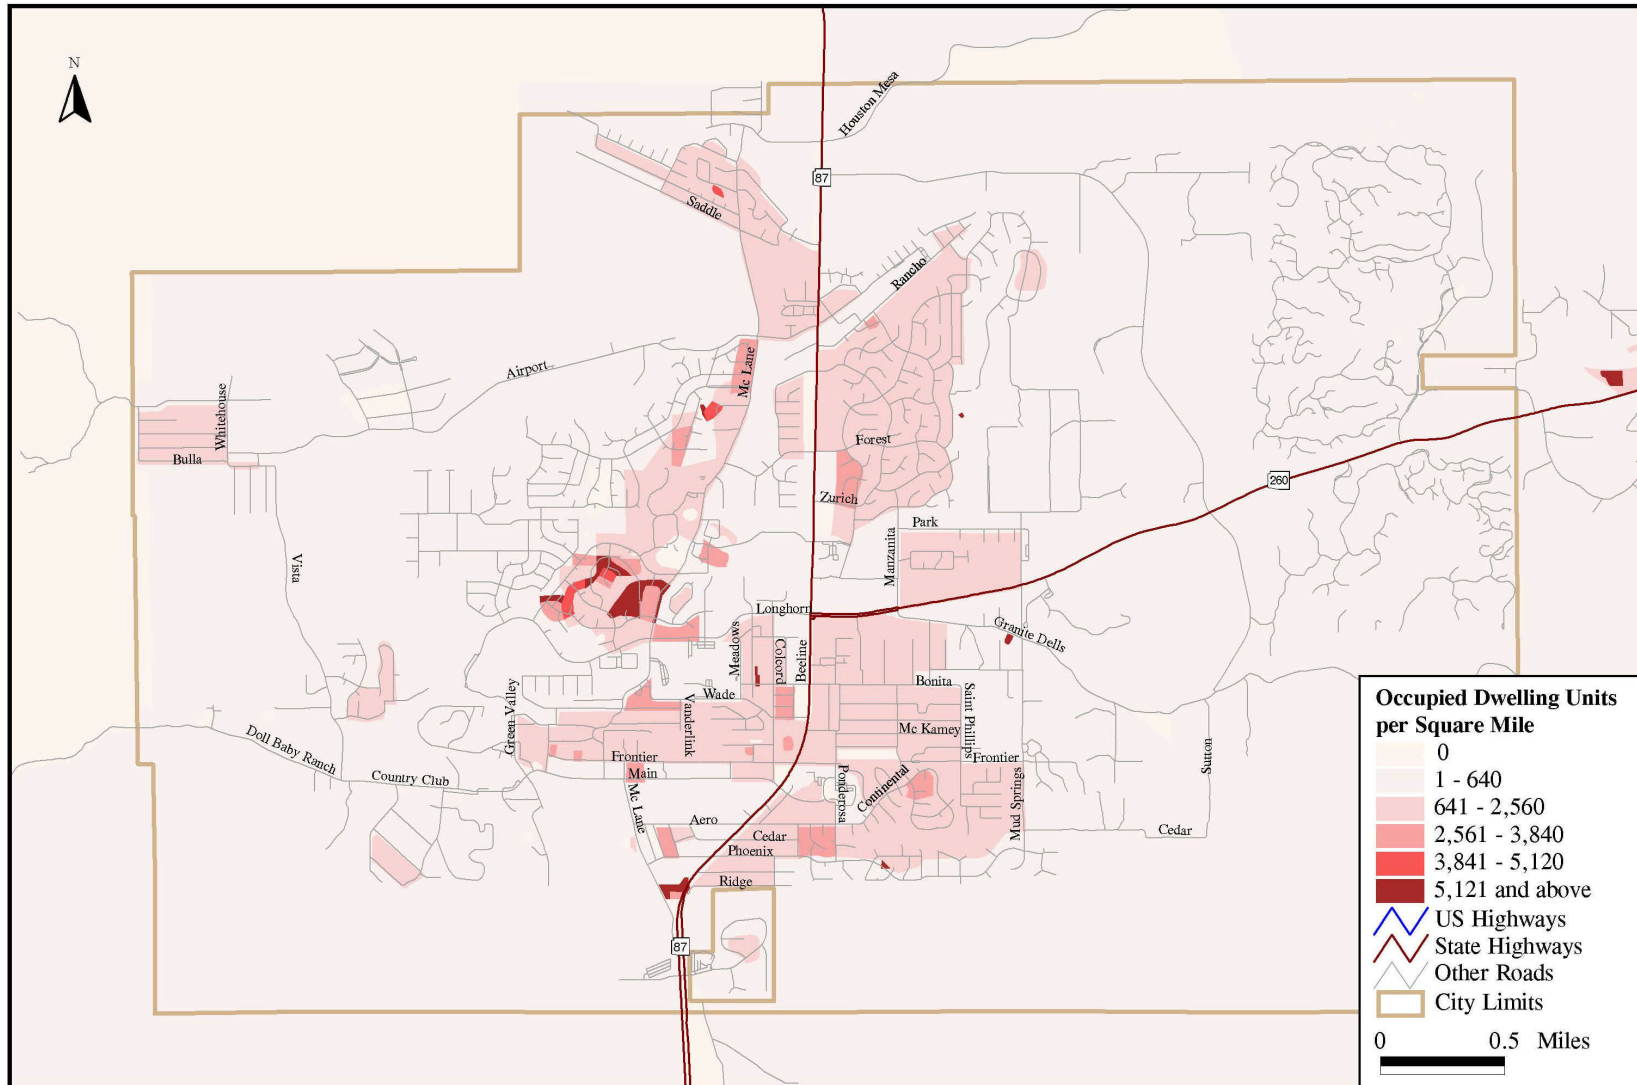 N
Houston Mesa
87
Saddle
Rancho
Mc Lane
Airport
Whitehouse
Bulla
Forest
Zurich
260
Park
Manzanita
Vista
Longhorn
Granite Dells
Meadows
Colcord
Beeline
Bonita
Wade
Vanderlink
Green Valley
Saint Phillips
Mc Kamey
Doll Baby Ranch
Frontier
Frontier
Sutton
Main
Country Club
Mc Lane
Ponderosa
Continental
Mud Springs
Aero
Cedar
Cedar
Phoenix
Ridge
87
Occupied Dwelling Units
per Square Mile
0
1 - 640
641 - 2,560
2,561 - 3,840
3,841 - 5,120
5,121 and above
US Highways
State Highways
Other Roads
City Limits
0 0.5 Miles